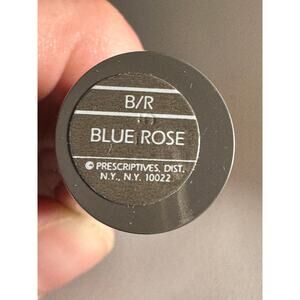 B/R
BLUE ROSE
© PRESCRIPTIVES, DIST.
N.Y., N.Y. 10022